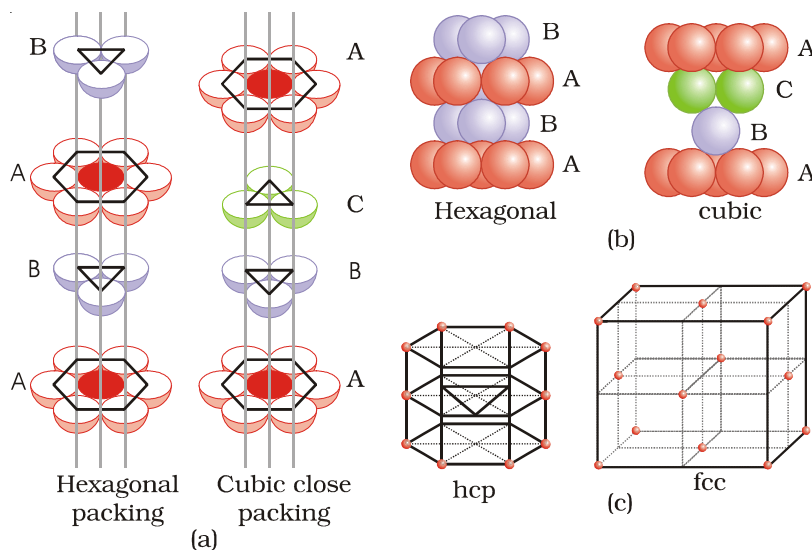 B
A
B
A
Hexagonal
packing
A
C
B
A
Cubic close
packing
(a)
B
A
B
A
Hexagonal
A
C
B
A
cubic
(b)
hcp
fcc
(c)